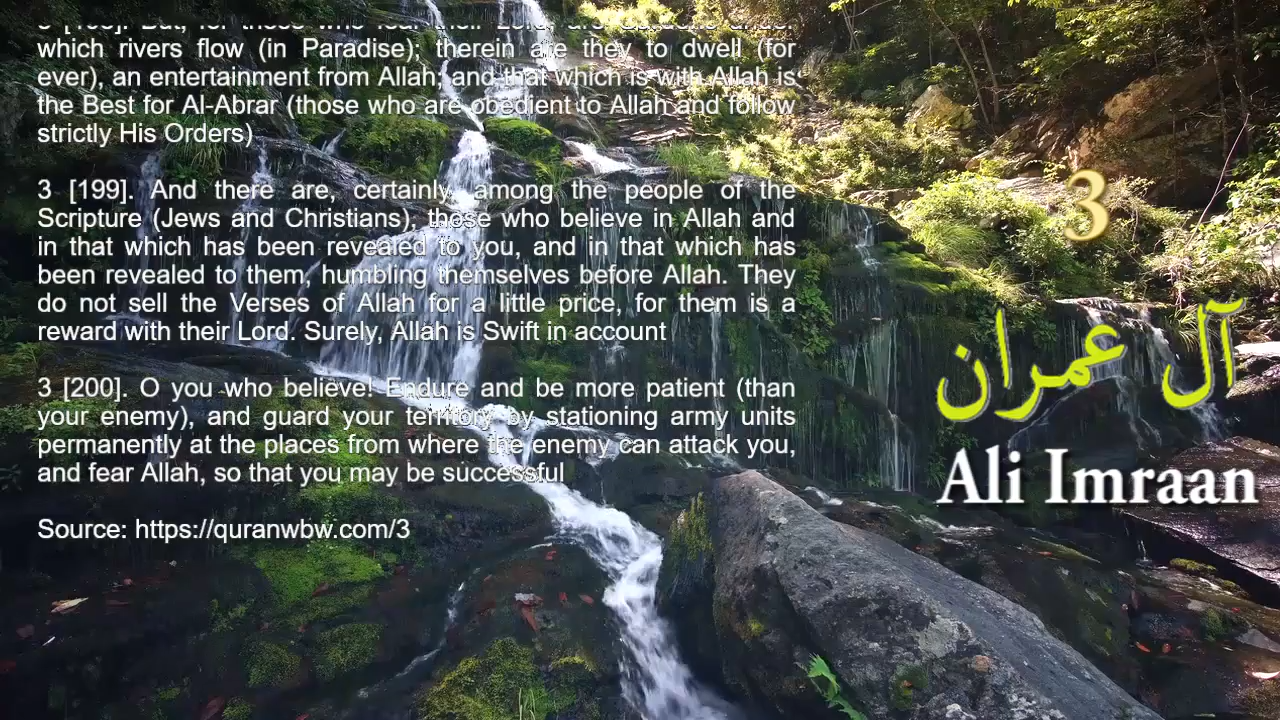 which rivers flow (in Paradise); therein are they to dwell (for
ever), an entertainment from Allah; and that which is with Allah is
the Best for Al-Abrar (those who are obedient to Allah and follow
strictly His Orders)
3 [199]. And there are, certainly, among the people of the
Scripture (Jews and Christians), those who believe in Allah and
in that which has been revealed to you, and in that which has
been revealed to them, humbling themselves before Allah. They
do not sell the Verses of Allah for a little price, for them is a
reward with their Lord. Surely, Allah is Swift in account
3 [200]. O you who believe! Endure and be more patient (than
your enemy), and guard your territory by stationing army units
permanently at the places from where the enemy can attack you,
and fear Allah, so that you may be successful
Source: https://quranwbw.com/3
3
آل عمران
Ali Imraan